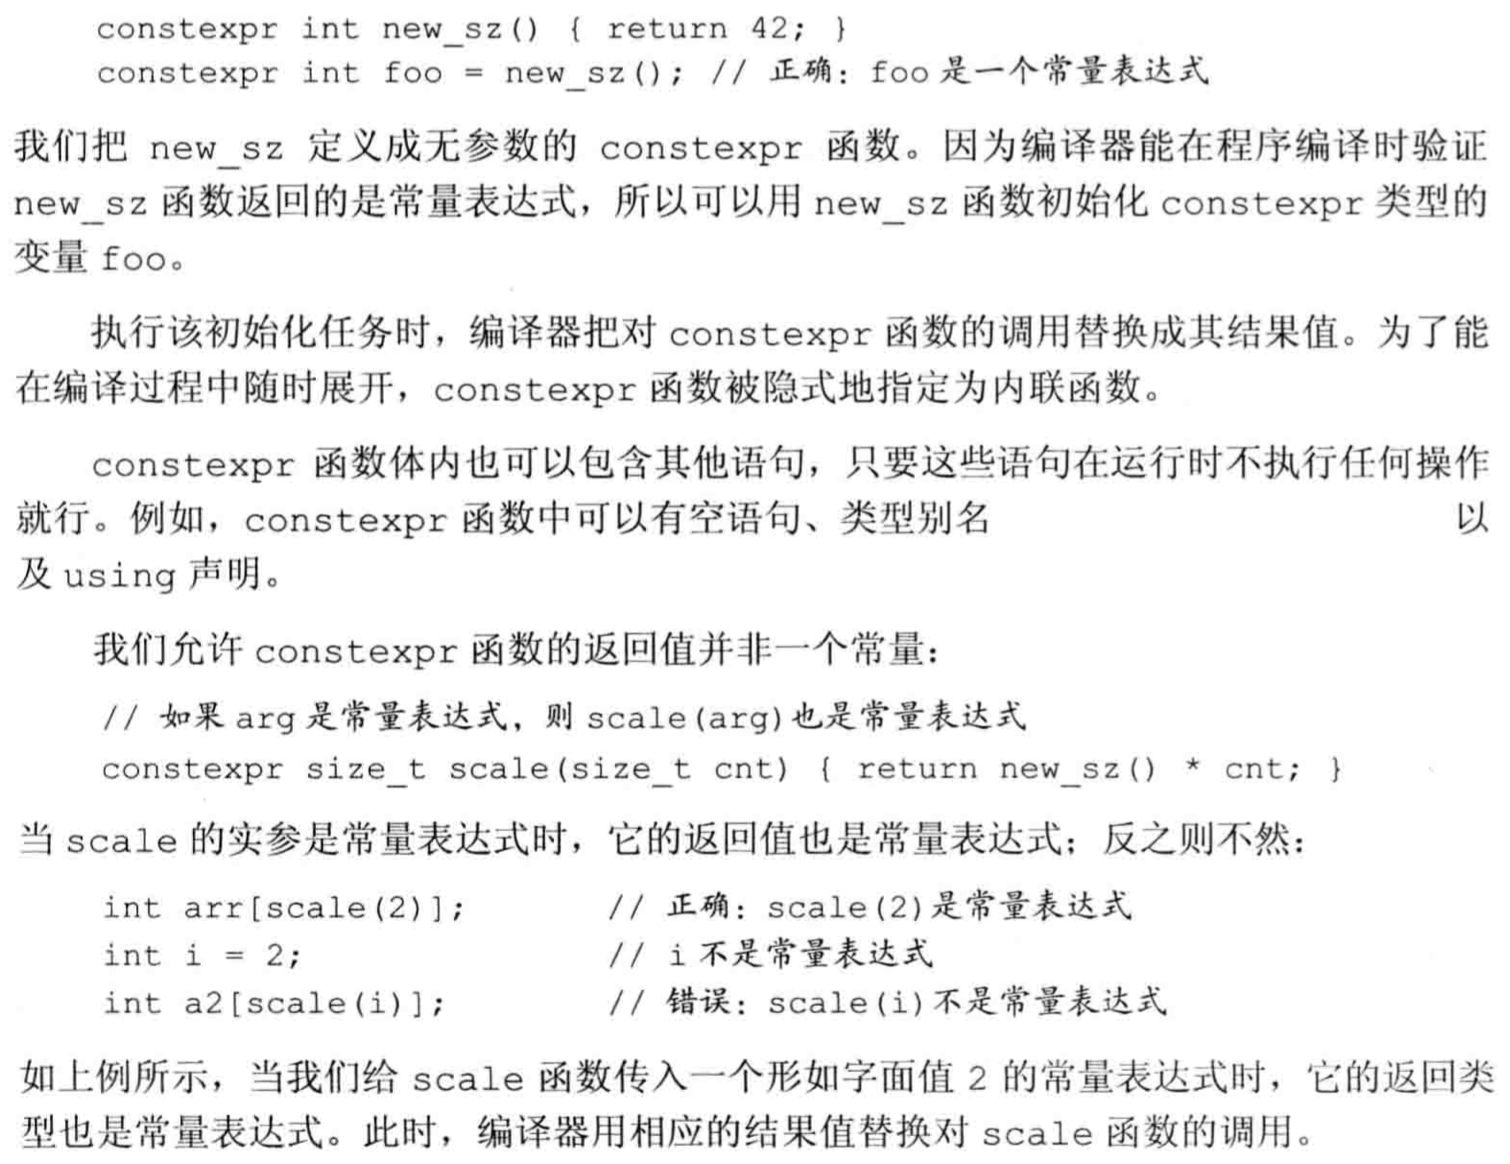 constexpr int new_sz() { return 42; }
constexpr int foo = new_sz(); // 正确：foo是一个常量表达式
我们把 new_sz 定义成无参数的 constexpr 函数。因为编译器能在程序编译时验证
new_sz 函数返回的是常量表达式，所以可以用 new_sz 函数初始化 constexpr 类型的
变量 foo。
执行该初始化任务时，编译器把对 constexpr 函数的调用替换成其结果值。为了能
在编译过程中随时展开，constexpr 函数被隐式地指定为内联函数。
constexpr 函数体内也可以包含其他语句，只要这些语句在运行时不执行任何操作
就行。例如，constexpr 函数中可以有空语句、类型别名 以
及 using 声明。
我们允许 constexpr 函数的返回值并非一个常量：
// 如果 arg 是常量表达式，则 scale(arg)也是常量表达式
constexpr size_t scale(size_t cnt) { return new_sz() * cnt; }
当 scale 的实参是常量表达式时，它的返回值也是常量表达式；反之则不然：
int arr[scale(2)]; // 正确：scale(2)是常量表达式
int i = 2; // i 不是常量表达式
int a2[scale(i)]; // 错误：scale(i)不是常量表达式
如上例所示，当我们给 scale 函数传入一个形如字面值 2 的常量表达式时，它的返回类
型也是常量表达式。此时，编译器用相应的结果值替换对 scale 函数的调用。